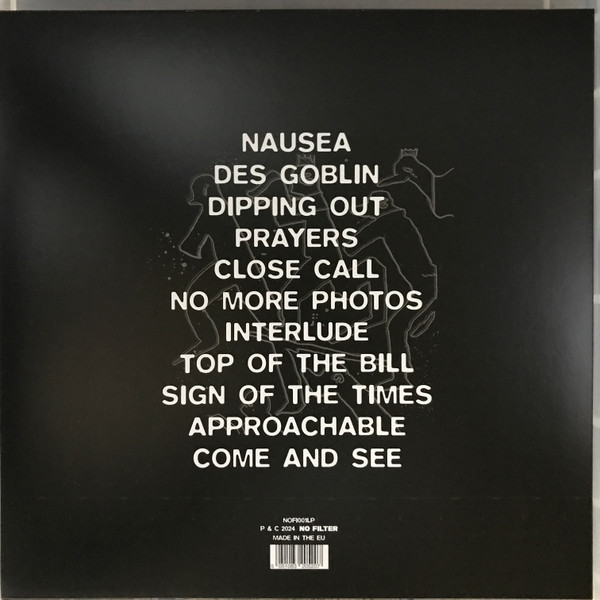 NAUSEA
DES GOBLIN
DIPPING OUT
PRAYERS
CLOSE CALL
NO MORE PHOTOS
INTERLUDE
TOP OF THE BILL
SIGN OF THE TIMES
APPROACHABLE
COME AND SEE
NOFI001LP
P & C 2024 NO FILTER
MADE IN THE EU